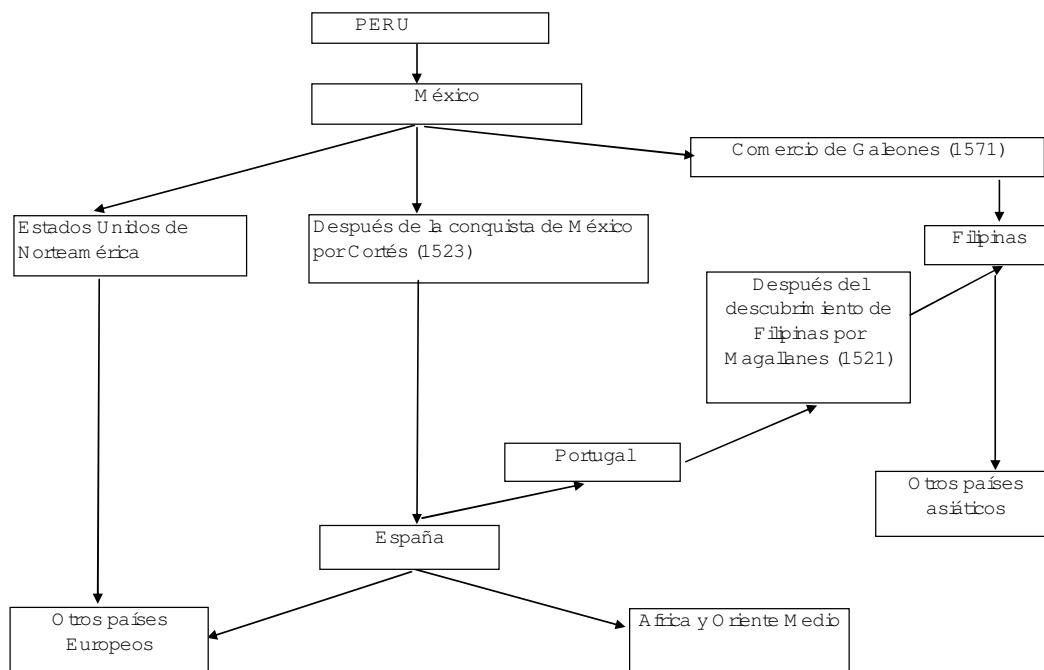 PERU
México
Comercio de Galeones (1571)
Estados Unidos de
Norteamérica
Después de la conquista de México
por Cortés (1523)
Filipinas
Después del
descubrimiento de
Filipinas por
Magallanes (1521)
Portugal
Otros países
asiáticos
España
Otros países
Europeos
Africa y Oriente Medio